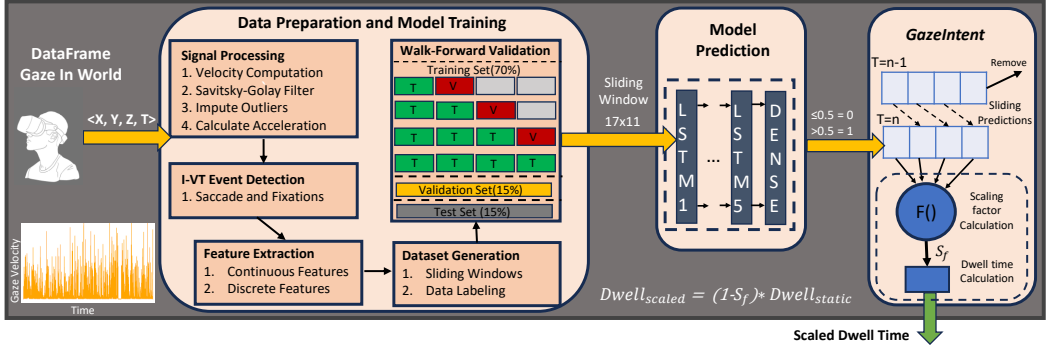 DataFrame
Gaze In World
<X, Y, Z, T>
Gaze Velocity
Time
Data Preparation and Model Training
Signal Processing
1. Velocity Computation
2. Savitsky-Golay Filter
3. Impute Outliers
4. Calculate Acceleration
I-VT Event Detection
1. Saccade and Fixations
Feature Extraction
1. Continuous Features
2. Discrete Features
Walk-Forward Validation
Training Set(70%)
T V
T T V
T T T V
T T T T
Validation Set(15%)
Test Set (15%)
Dataset Generation
1. Sliding Windows
2. Data Labeling
Sliding
Window
17x11
Model
Prediction
LSTM1
...
LSTM5
DENSE
≤0.5 = 0
>0.5 = 1
Dwell_scaled = (1-S_f)* Dwell_static
GazeIntent
T=n-1
Remove
Sliding
Predictions
T=n
F()
Scaling
factor
Calculation
S_f
Dwell time
Calculation
Scaled Dwell Time